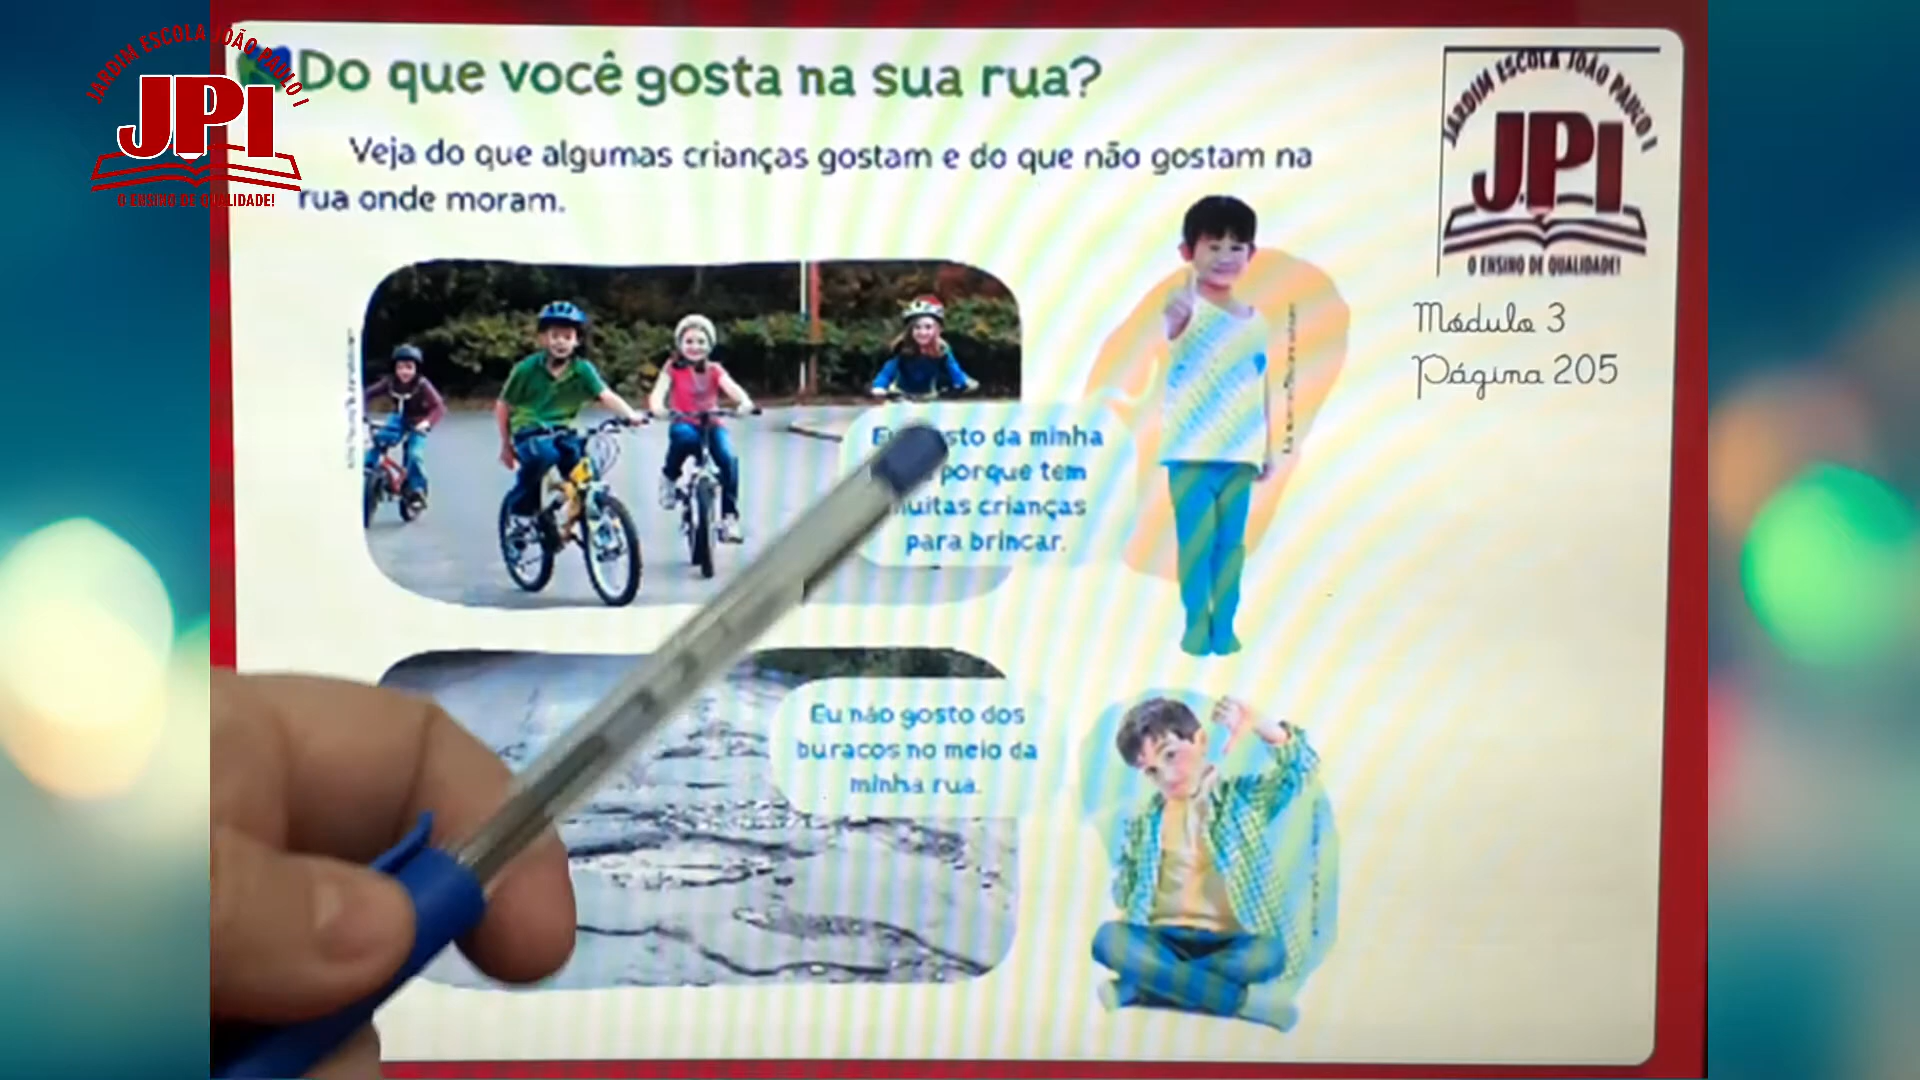 JARDIM ESCOLA JOÃO PAULO I
JPI
O ENSINO DE QUALIDADE!
Do que você gosta na sua rua?
Veja do que algumas crianças gostam e do que não gostam na
rua onde moram.
JARDIM ESCOLA JOÃO PAULO I
JPI
O ENSINO DE QUALIDADE!
Módulo 3
Página 205
da minha
porque tem
crianças
para brincar.
Eu não gosto dos
buracos no meio da
minha rua.